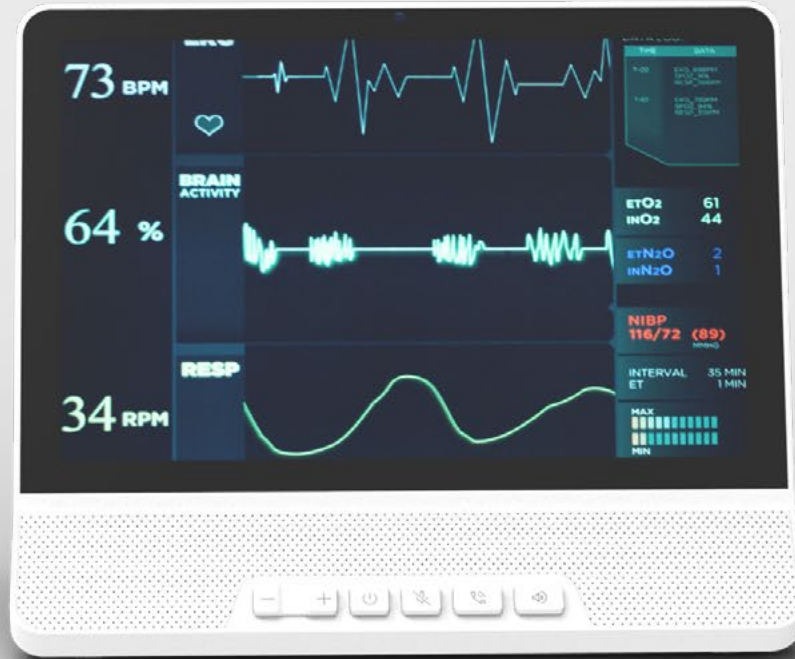 73 BPM
BRAIN
ACTIVITY
64 %
RESP
34 RPM
TIME DATA
ETO2 61
INO2 44
ETN2O 2
INN2O 1
NIBP
116/72 (89)
MMHG
INTERVAL 35 MIN
ET 1 MIN
MAX
MIN